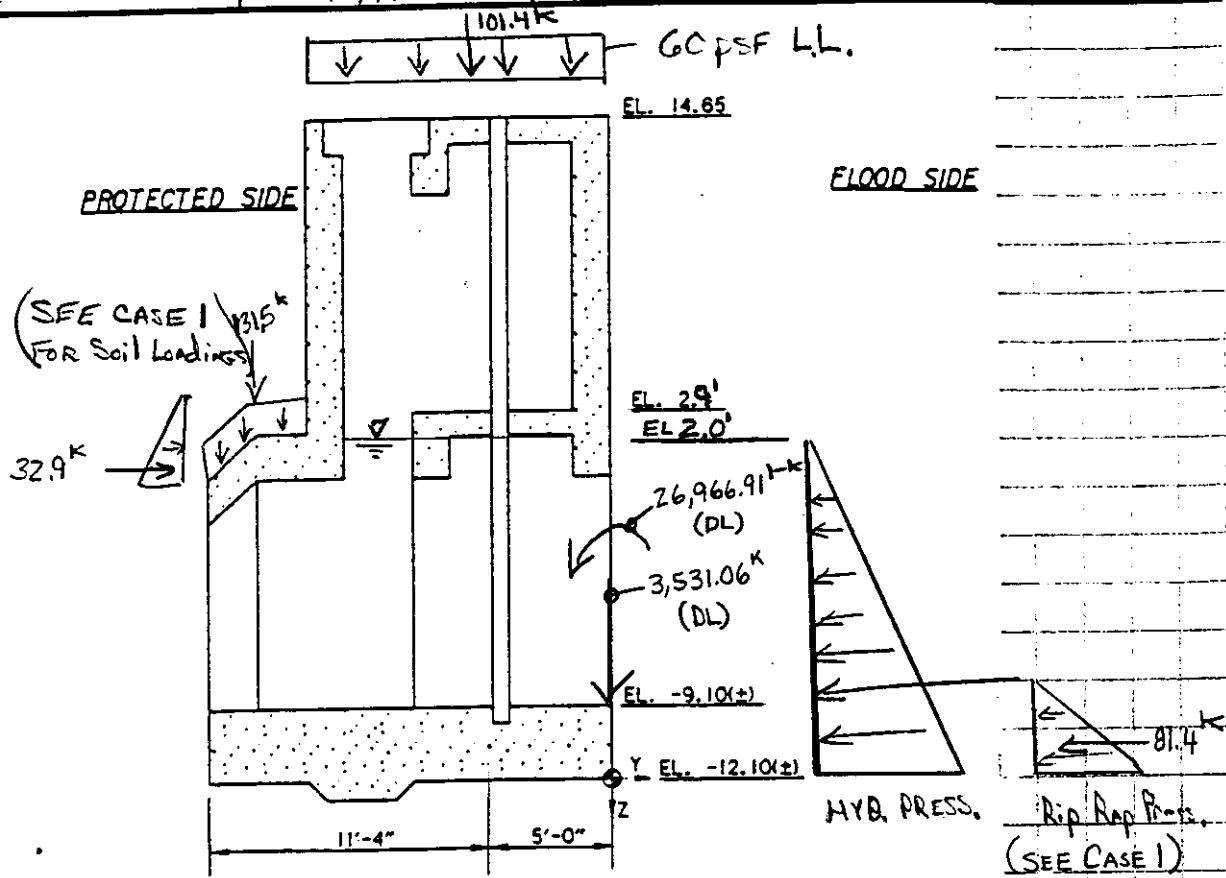 101.4ᴷ
60 PSF L.L.
EL. 14.65
PROTECTED SIDE
FLOOD SIDE
(SEE CASE 1
FOR Soil Loadings)
131.5ᵏ
32.9ᴷ
EL. 2.9'
EL 2.0'
26,966.91'-ᵏ
(DL)
3,531.06ᴷ
(DL)
EL. -9.10(±)
81.4ᴷ
Y
EL. -12.10(±)
Z
HYD. PRESS.
Rip Rap Press.
(SEE CASE 1)
11'-4"
5'-0"